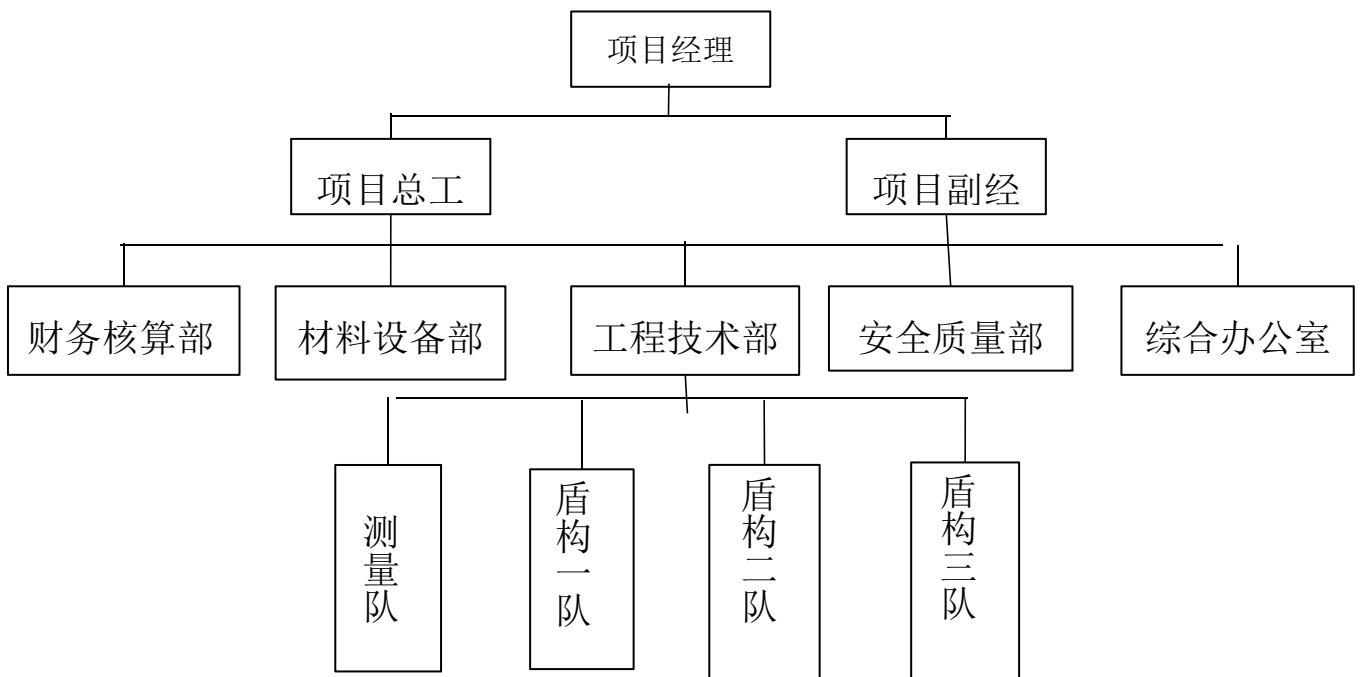 项目经理
项目总工
项目副经
财务核算部
材料设备部
工程技术部
安全质量部
综合办公室
测量队
盾构一队
盾构二队
盾构三队